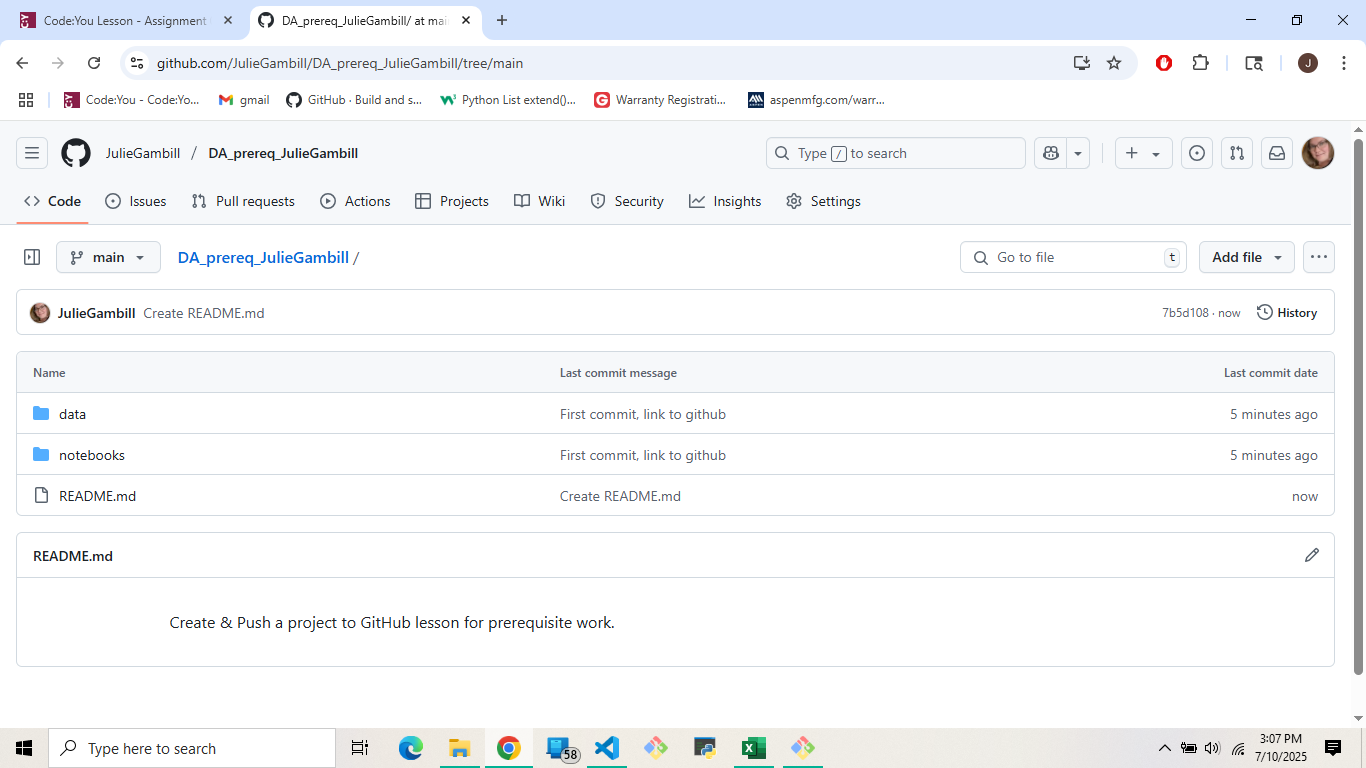 Code:You Lesson - Assignment
DA_prereq_JulieGambill/ at mai
github.com/JulieGambill/DA_prereq_JulieGambill/tree/main
J
Code:You - Code:Yo...
gmail
GitHub · Build and s...
Python List extend()...
Warranty Registrati...
aspenmfg.com/warr...
JulieGambill / DA_prereq_JulieGambill
Type / to search
Code
Issues
Pull requests
Actions
Projects
Wiki
Security
Insights
Settings
main
DA_prereq_JulieGambill /
Go to file
t
Add file
JulieGambill Create README.md
7b5d108 · now
History
Name Last commit message Last commit date
data First commit, link to github 5 minutes ago
notebooks First commit, link to github 5 minutes ago
README.md Create README.md now
README.md
Create & Push a project to GitHub lesson for prerequisite work.
Type here to search
58
3:07 PM
7/10/2025